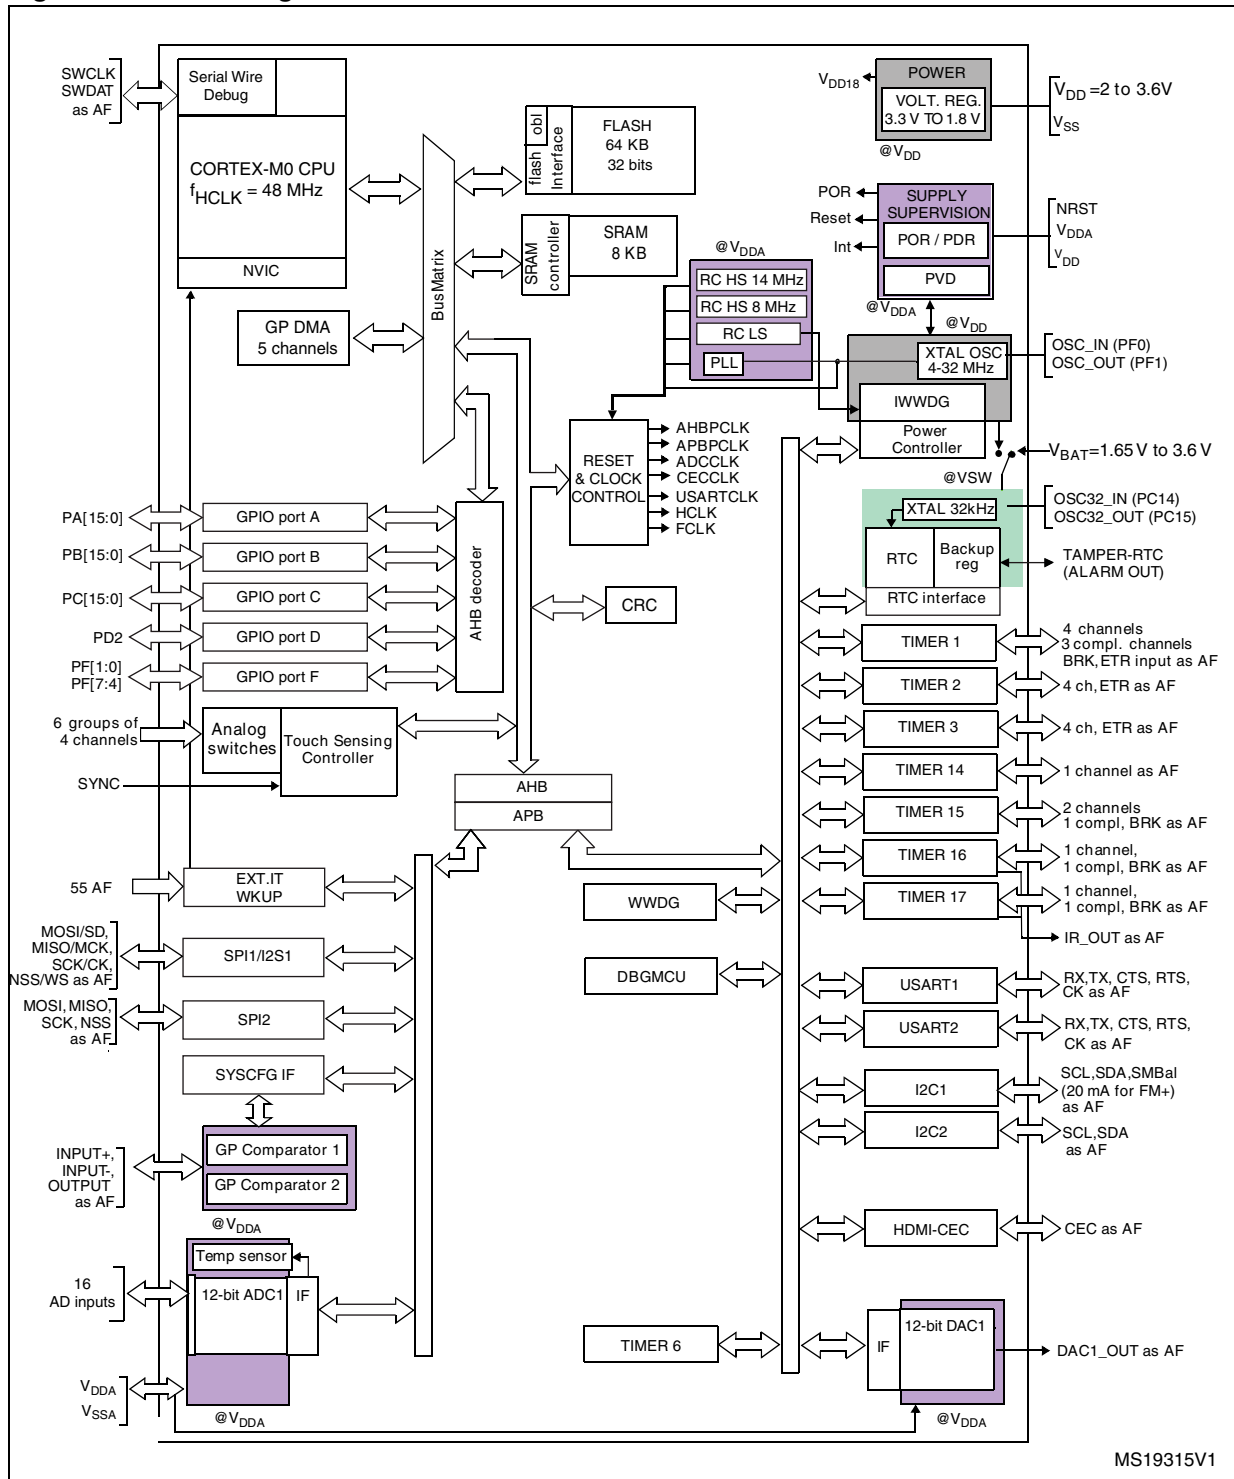 SWCLK
SWDAT
as AF
Serial Wire
Debug
CORTEX-M0 CPU
fHCLK = 48 MHz
NVIC
GP DMA
5 channels
BusMatrix
flash
obl
Interface
FLASH
64 KB
32 bits
SRAM
controller
SRAM
8 KB
VDD18
POWER
VOLT. REG.
3.3 V TO 1.8 V
@VDD
VDD =2 to 3.6V
VSS
POR
Reset
Int
SUPPLY
SUPERVISION
POR / PDR
PVD
@VDDA
NRST
VDDA
VDD
@VDDA
RC HS 14 MHz
RC HS 8 MHz
RC LS
PLL
@VDD
XTAL OSC
4-32 MHz
IWWDG
Power
Controller
OSC_IN (PF0)
OSC_OUT (PF1)
VBAT=1.65 V to 3.6 V
@VSW
RESET
& CLOCK
CONTROL
AHBPCLK
APBPCLK
ADCCLK
CECCLK
USARTCLK
HCLK
FCLK
XTAL 32kHz
OSC32_IN (PC14)
OSC32_OUT (PC15)
RTC
Backup
reg
RTC interface
TAMPER-RTC
(ALARM OUT)
PA[15:0]
GPIO port A
PB[15:0]
GPIO port B
PC[15:0]
GPIO port C
PD2
GPIO port D
PF[1:0]
PF[7:4]
GPIO port F
AHB decoder
CRC
6 groups of
4 channels
Analog
switches
Touch Sensing
Controller
SYNC
AHB
APB
TIMER 1
4 channels
3 compl. channels
BRK,ETR input as AF
TIMER 2
4 ch,ETR as AF
TIMER 3
4 ch, ETR as AF
TIMER 14
1 channel as AF
TIMER 15
2 channels
1 compl, BRK as AF
TIMER 16
1 channel,
1 compl, BRK as AF
TIMER 17
1 channel,
1 compl, BRK as AF
IR_OUT as AF
55 AF
EXT.IT
WKUP
WWDG
MOSI/SD,
MISO/MCK,
SCK/CK,
NSS/WS as AF
SPI1/I2S1
DBGMCU
USART1
RX,TX, CTS, RTS,
CK as AF
MOSI,MISO,
SCK,NSS
as AF
SPI2
USART2
RX,TX, CTS, RTS,
CK as AF
SYSCFG IF
I2C1
SCL,SDA,SMBal
(20 mA for FM+)
as AF
I2C2
SCL,SDA
as AF
INPUT+,
INPUT-,
OUTPUT
as AF
GP Comparator 1
GP Comparator 2
@VDDA
HDMI-CEC
CEC as AF
Temp sensor
16
AD inputs
12-bit ADC1
IF
TIMER 6
IF
12-bit DAC1
DAC1_OUT as AF
VDDA
VSSA
@VDDA
@VDDA
MS19315V1